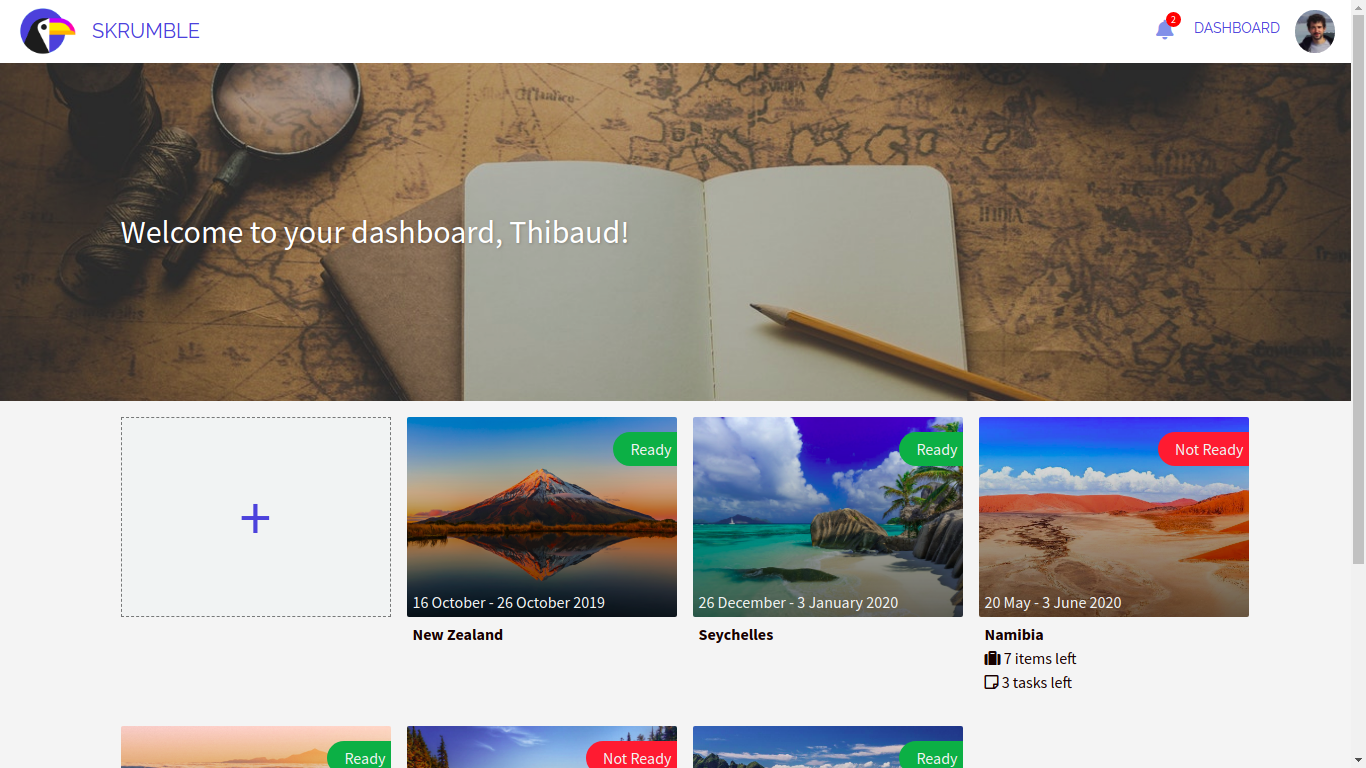 SKRUMBLE
2
DASHBOARD
EUROPA
INDIA
Welcome to your dashboard, Thibaud!
Ready
Ready
Not Ready
+
16 October - 26 October 2019
26 December - 3 January 2020
20 May - 3 June 2020
New Zealand
Seychelles
Namibia
7 items left
3 tasks left
Ready
Not Ready
Ready